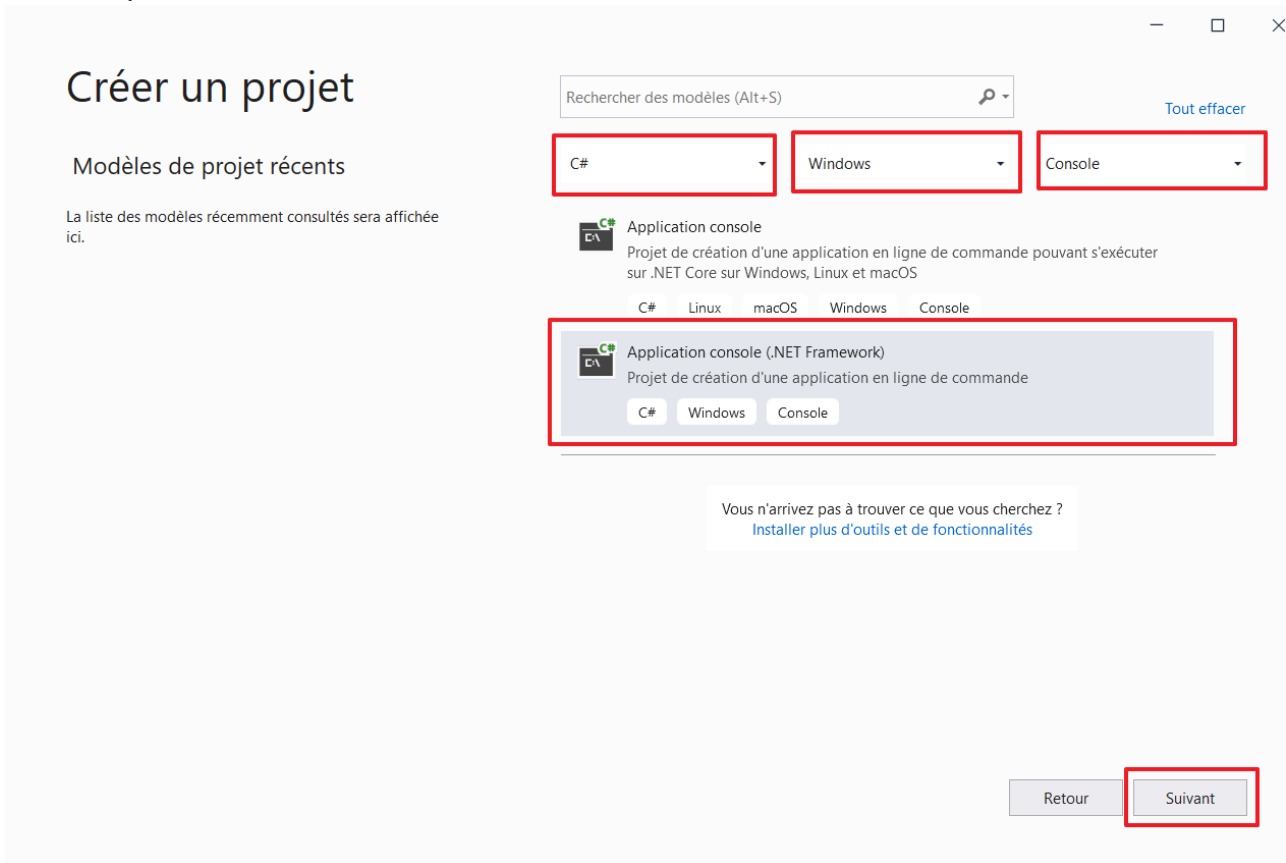 Créer un projet
Rechercher des modèles (Alt+S)
Tout effacer
Modèles de projet récents
C#
Windows
Console
La liste des modèles récemment consultés sera affichée
ici.
C#
C:\
Application console
Projet de création d'une application en ligne de commande pouvant s'exécuter
sur .NET Core sur Windows, Linux et macOS
C# Linux macOS Windows Console
C#
C:\
Application console (.NET Framework)
Projet de création d'une application en ligne de commande
C# Windows Console
Vous n'arrivez pas à trouver ce que vous cherchez ?
Installer plus d'outils et de fonctionnalités
Retour
Suivant